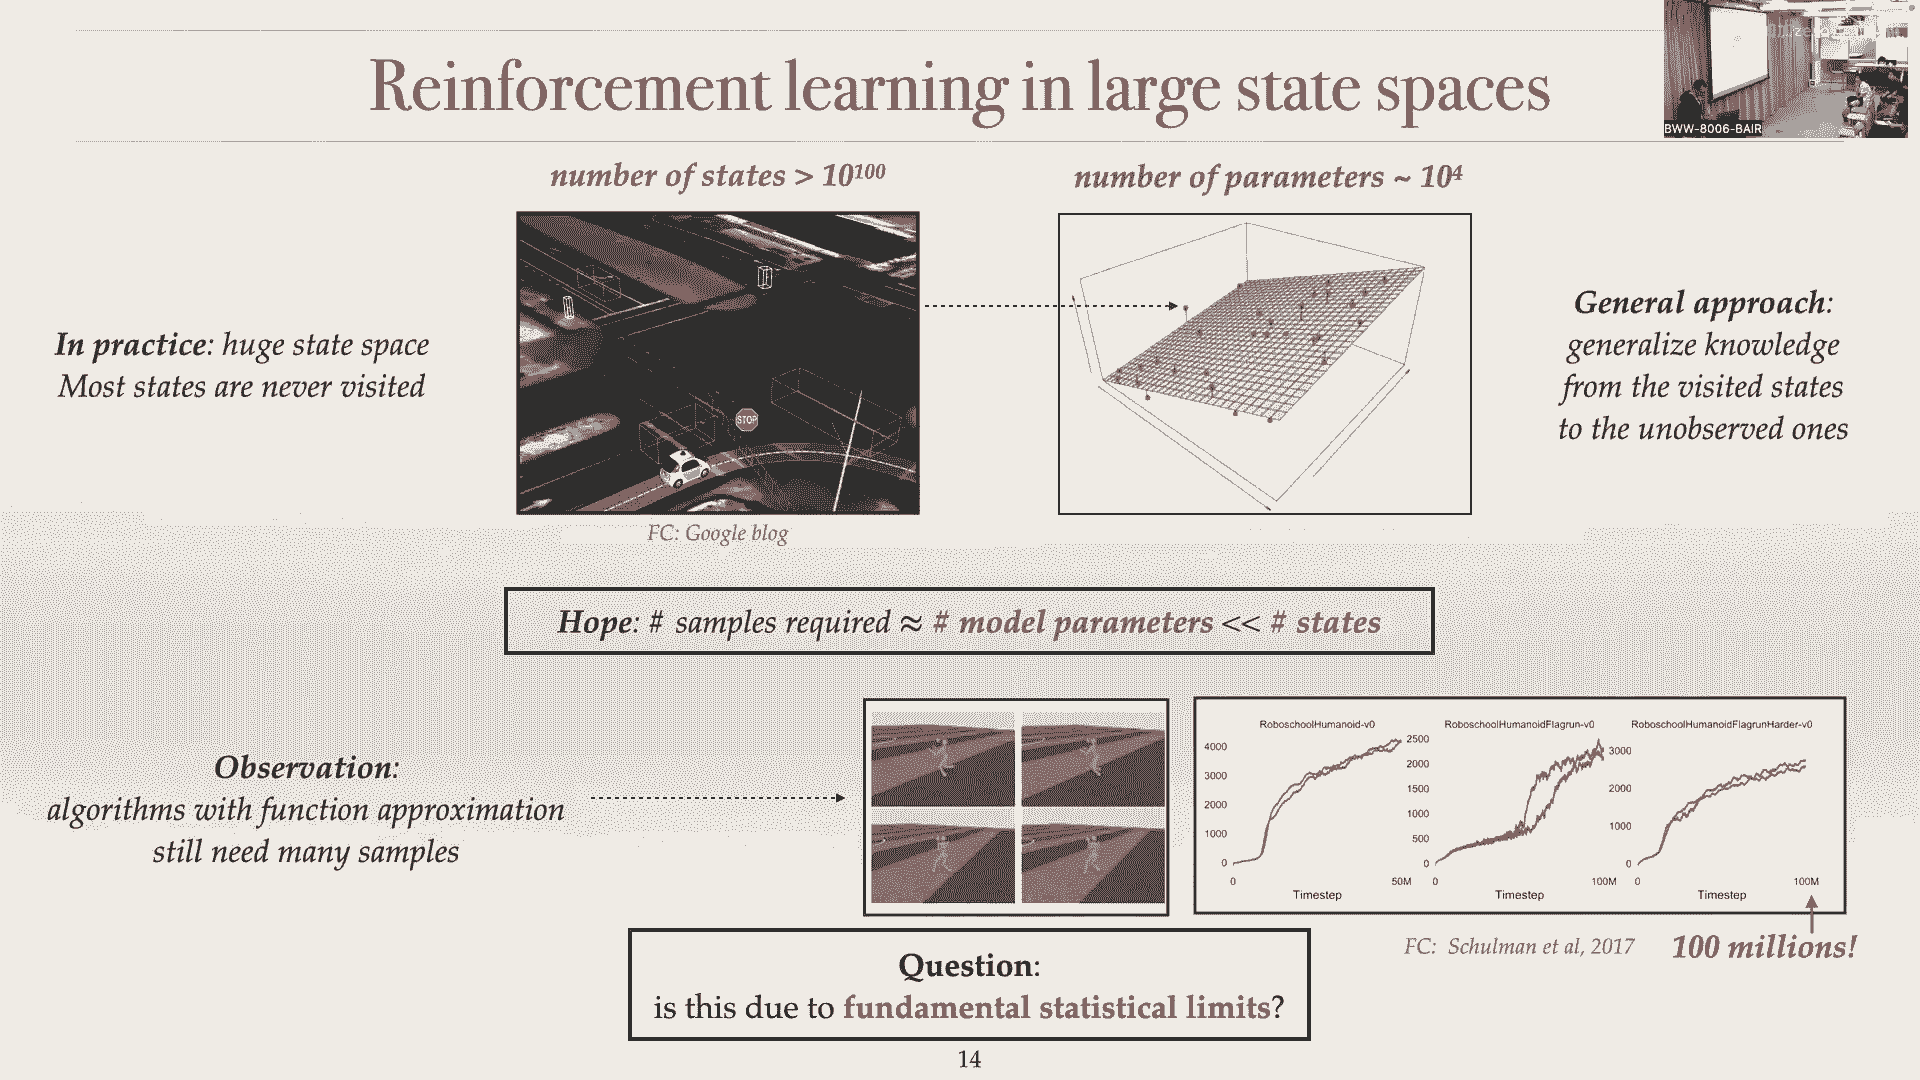 Reinforcement learning in large state spaces
BWW-8006-BAIR
number of states > 10¹⁰⁰
number of parameters ~ 10⁴
In practice: huge state space
Most states are never visited
STOP
General approach:
generalize knowledge
from the visited states
to the unobserved ones
FC: Google blog
Hope: # samples required ≈ # model parameters << # states
Observation:
algorithms with function approximation
still need many samples
RoboschoolHumanoid-v0
4000
3000
2000
1000
0
0
50M
Timestep
RoboschoolHumanoidFlagrun-v0
2500
2000
1500
1000
500
0
0
100M
Timestep
RoboschoolHumanoidFlagrunHarder-v0
3000
2000
1000
0
0
100M
Timestep
FC: Schulman et al, 2017
100 millions!
Question:
is this due to fundamental statistical limits?
14